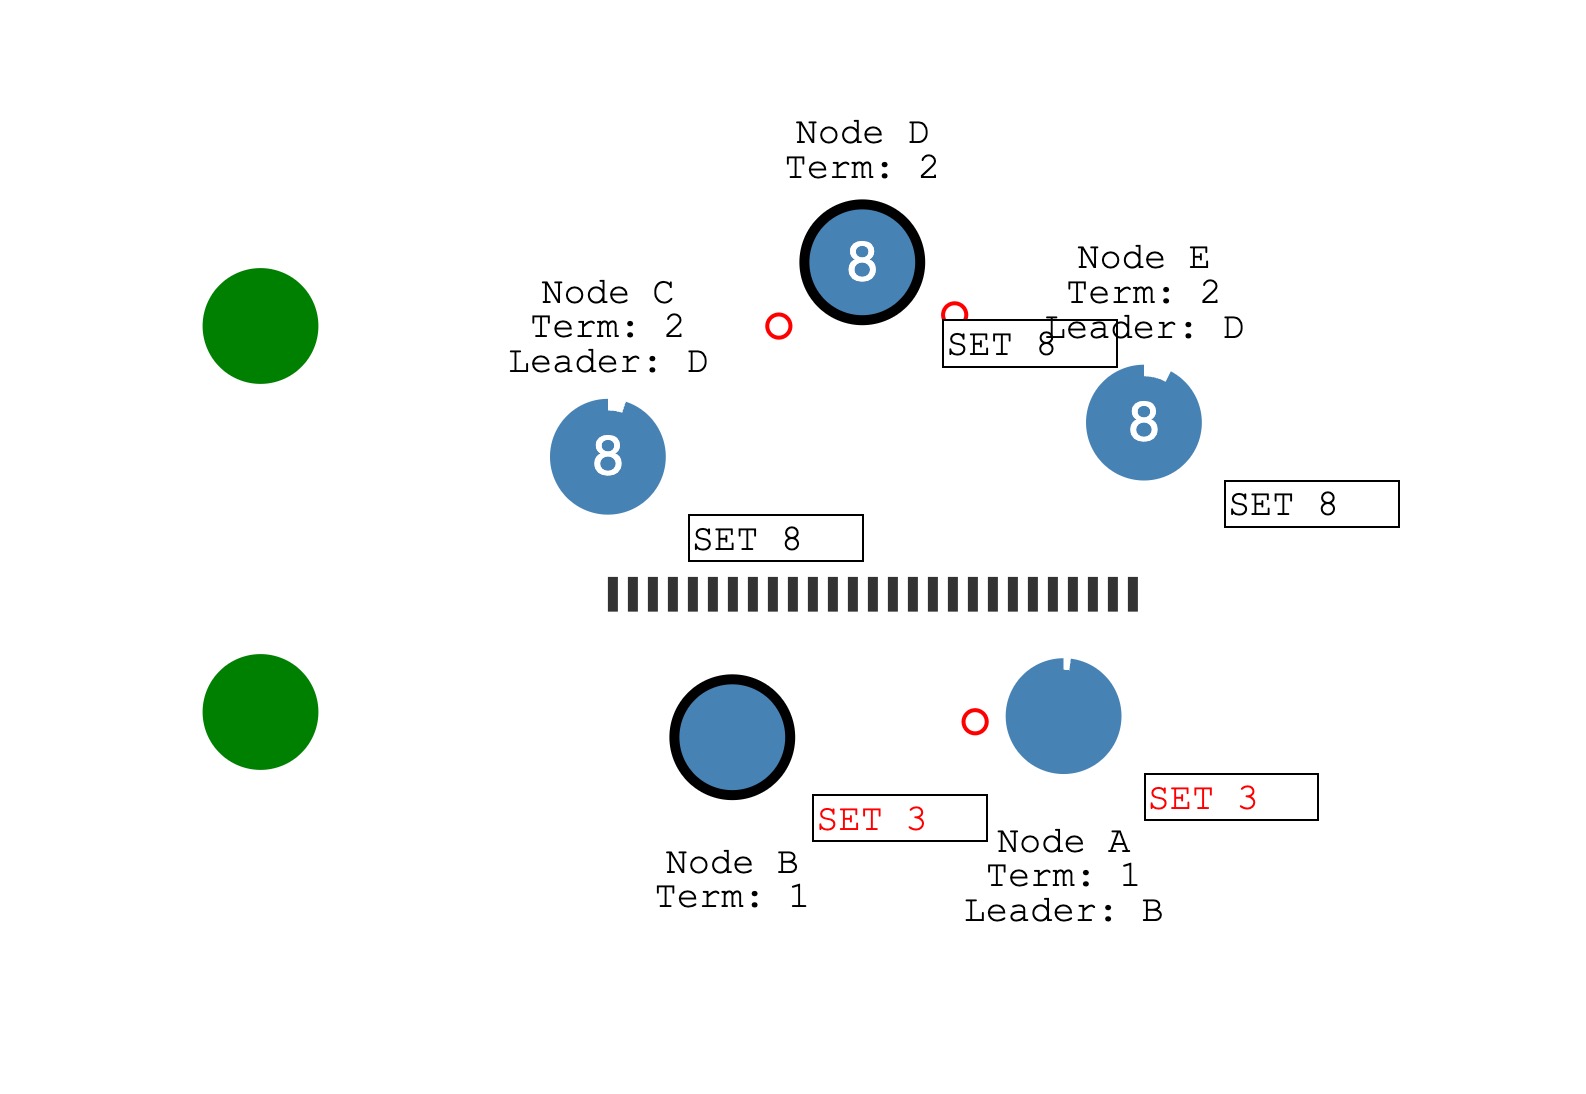 Node D
Term: 2
8
Node E
Term: 2
Leader: D
SET 8
8
SET 8
Node C
Term: 2
Leader: D
8
SET 8
SET 3
Node B
Term: 1
SET 3
Node A
Term: 1
Leader: B